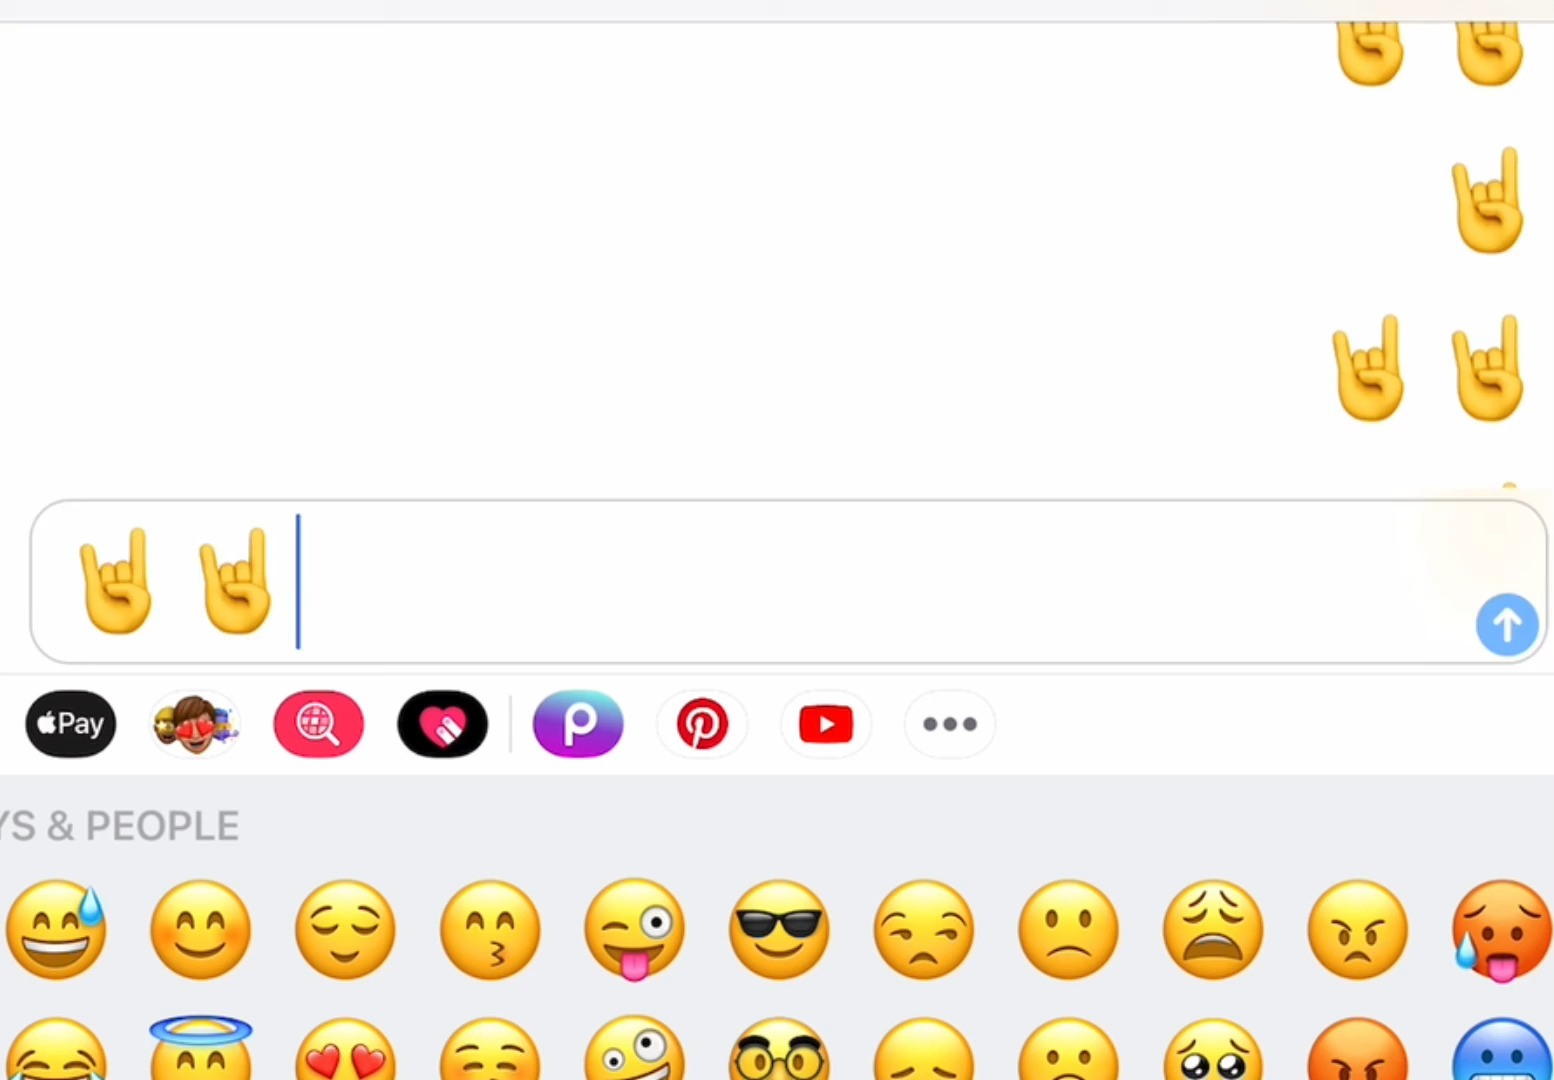 🤘 🤘
🤘
🤘 🤘
🤘 🤘
Pay
YS & PEOPLE